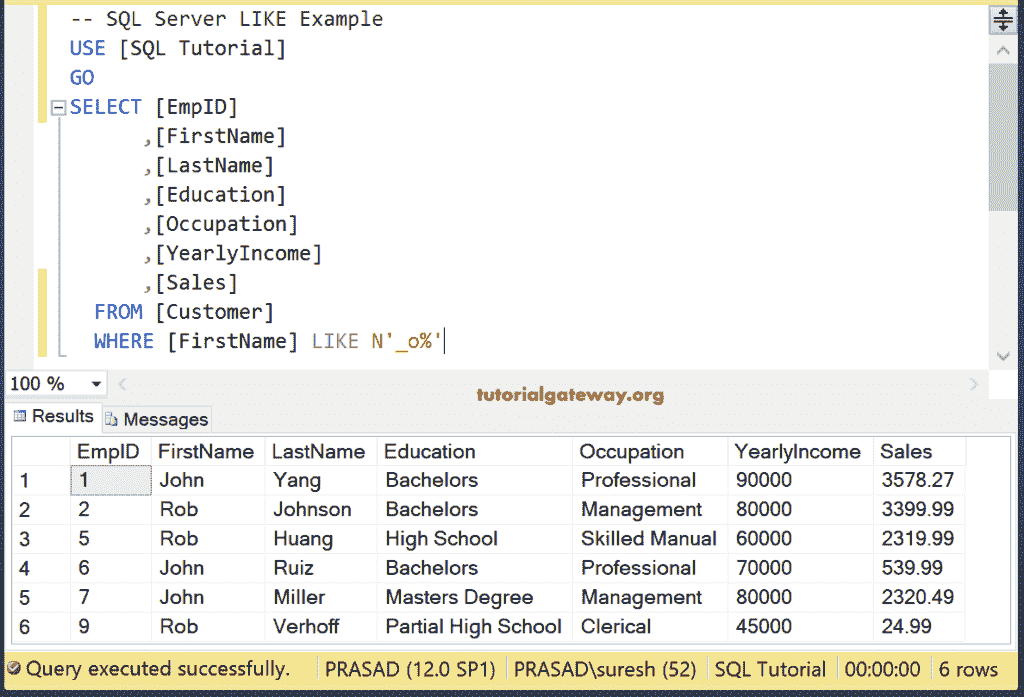 -- SQL Server LIKE Example
USE [SQL Tutorial]
GO
SELECT [EmpID]
,[FirstName]
,[LastName]
,[Education]
,[Occupation]
,[YearlyIncome]
,[Sales]
FROM [Customer]
WHERE [FirstName] LIKE N'_o%'
100 %
tutorialgateway.org
Results Messages
EmpID FirstName LastName Education Occupation YearlyIncome Sales
1 1 John Yang Bachelors Professional 90000 3578.27
2 2 Rob Johnson Bachelors Management 80000 3399.99
3 5 Rob Huang High School Skilled Manual 60000 2319.99
4 6 John Ruiz Bachelors Professional 70000 539.99
5 7 John Miller Masters Degree Management 80000 2320.49
6 9 Rob Verhoff Partial High School Clerical 45000 24.99
Query executed successfully. PRASAD (12.0 SP1) PRASAD\suresh (52) SQL Tutorial 00:00:00 6 rows